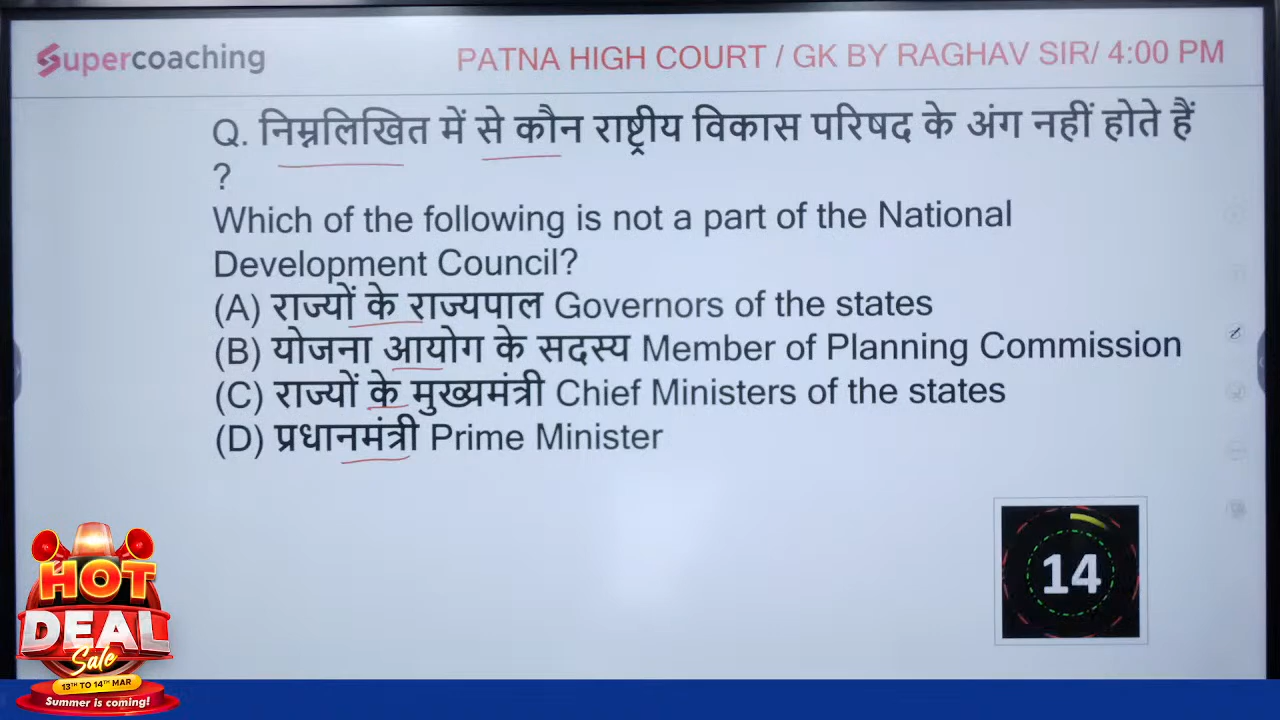 Supercoaching
PATNA HIGH COURT / GK BY RAGHAV SIR/ 4:00 PM
Q. निम्नलिखित में से कौन राष्ट्रीय विकास परिषद के अंग नहीं होते हैं
?
Which of the following is not a part of the National
Development Council?
(A) राज्यों के राज्यपाल Governors of the states
(B) योजना आयोग के सदस्य Member of Planning Commission
(C) राज्यों के मुख्यमंत्री Chief Ministers of the states
(D) प्रधानमंत्री Prime Minister
14
HOT
DEAL
Sale
13TH TO 14TH MAR
Summer is coming!